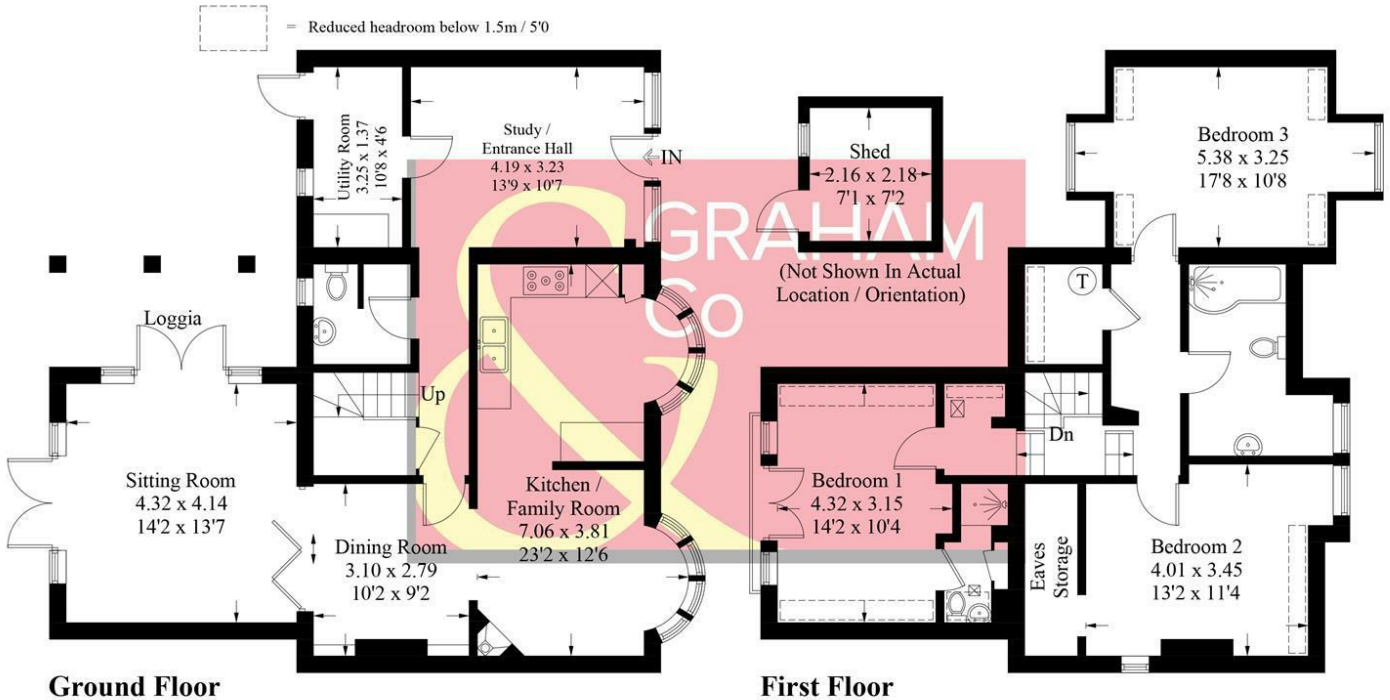 = Reduced headroom below 1.5m / 5'0
Utility Room
3.25 x 1.37
10'8 x 4'6
Study /
Entrance Hall
4.19 x 3.23
13'9 x 10'7
IN
Shed
2.16 x 2.18
7'1 x 7'2
(Not Shown In Actual
Location / Orientation)
Bedroom 3
5.38 x 3.25
17'8 x 10'8
& GRAHAM
Co
T
Loggia
Up
Dn
Sitting Room
4.32 x 4.14
14'2 x 13'7
Dining Room
3.10 x 2.79
10'2 x 9'2
Kitchen /
Family Room
7.06 x 3.81
23'2 x 12'6
Bedroom 1
4.32 x 3.15
14'2 x 10'4
Eaves
Storage
Bedroom 2
4.01 x 3.45
13'2 x 11'4
Ground Floor
First Floor